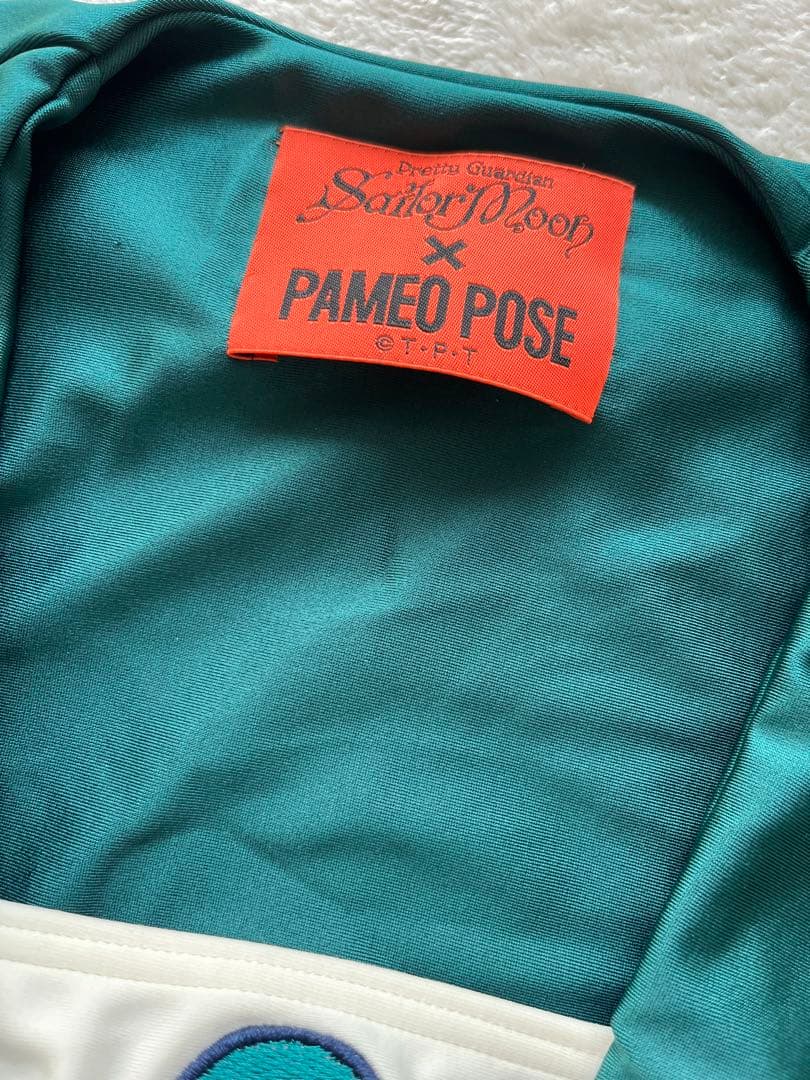 Pretty Guardian
Sailor Moon
×
PAMEO POSE
©T・P・T